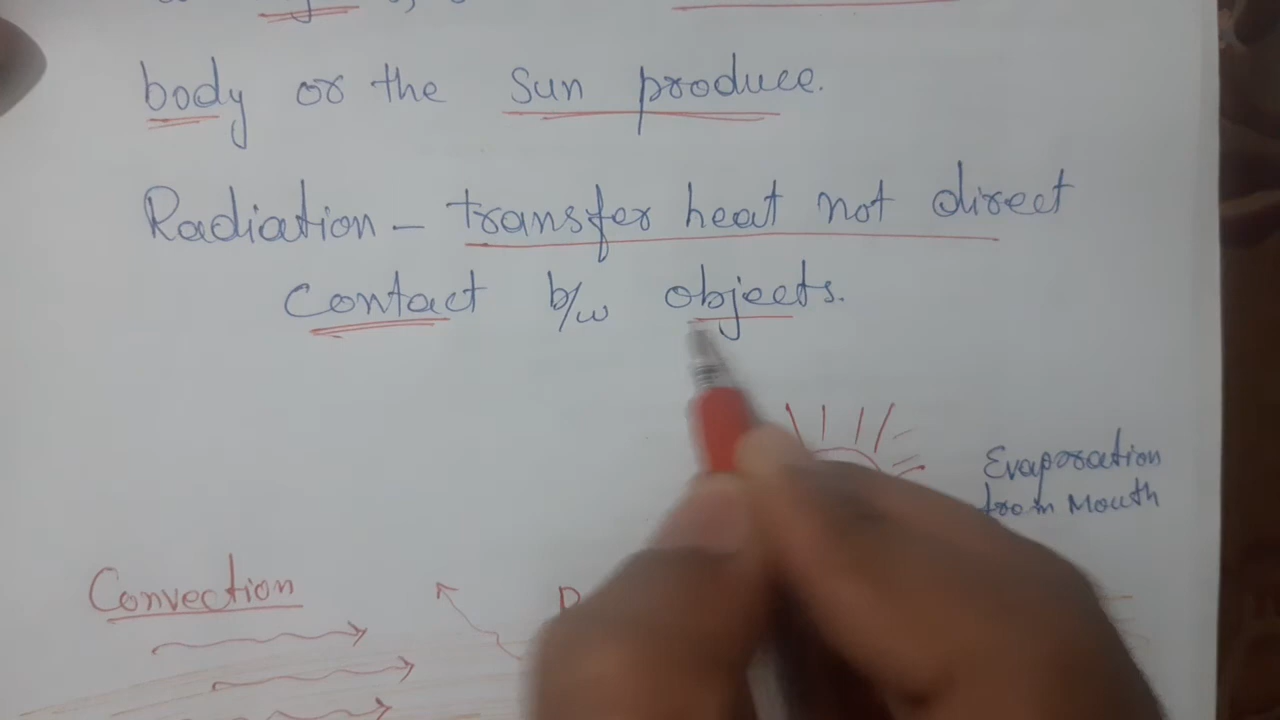 body or the Sun produce.
Radiation - transfer heat not direct
Contact b/w objects.
Evaporation
from Mouth
Convection